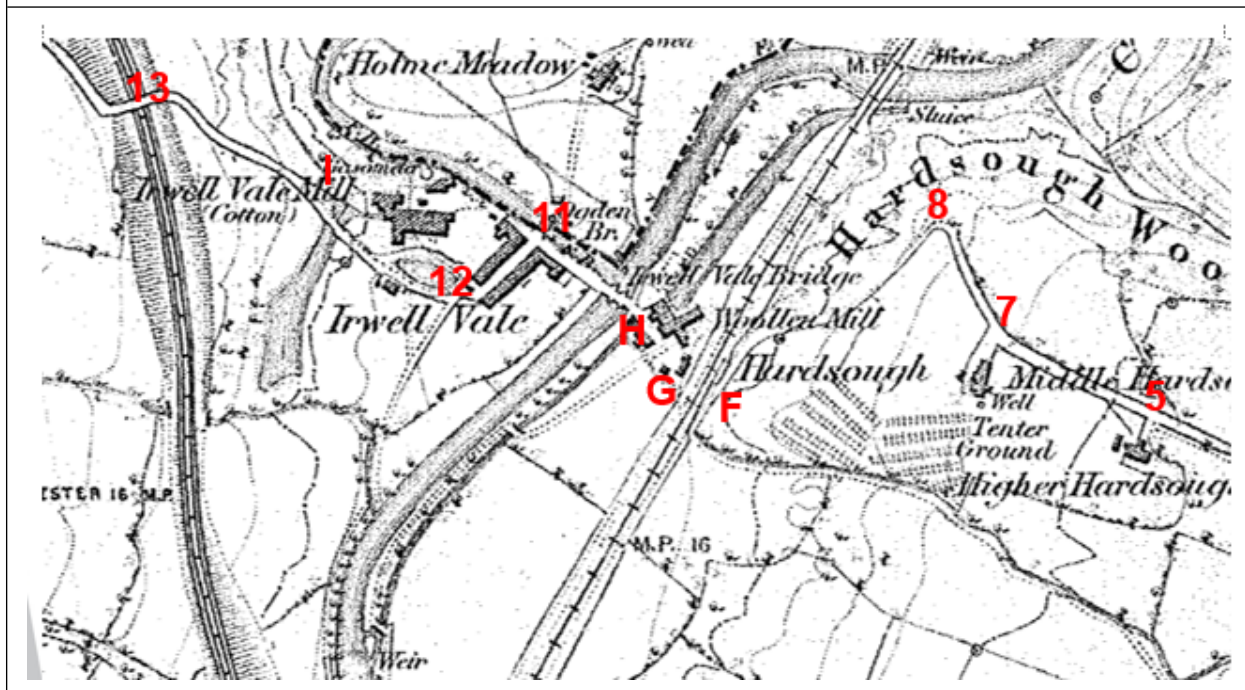 Holme Meadow
M.P.
Weir
Sluice
13
I
Irwell Vale Mill
(Cotton)
11
Ogden
Br.
Hardsough Woo
8
12
Irwell Vale Bridge
Irwell Vale
H
Woollen Mill
7
G
F
Hardsough
Middle Hardso
5
Well
Tenter
Ground
Higher Hardsoug
ESTER 16 M.P.
M.P. 16
Weir